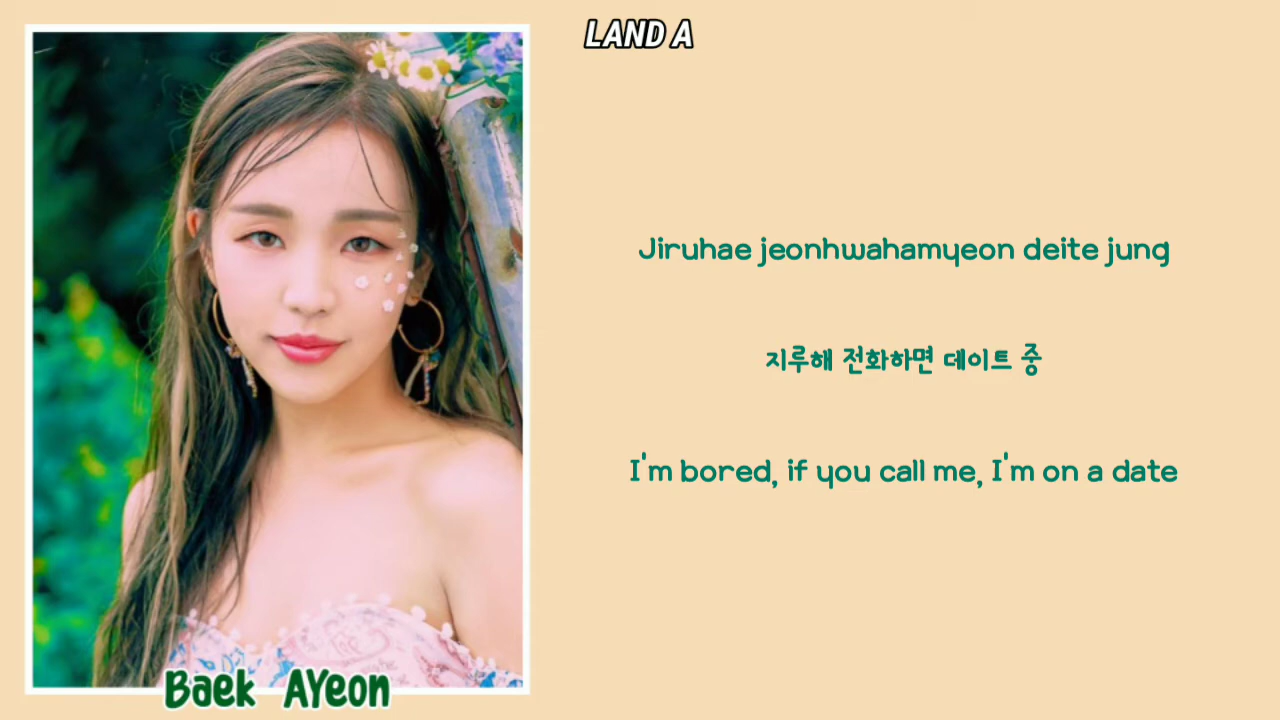 LAND A
Jiruhae jeonhwahamyeon deite jung
지루해 전화하면 데이트 중
I'm bored, if you call me, I'm on a date
Baek AYeon